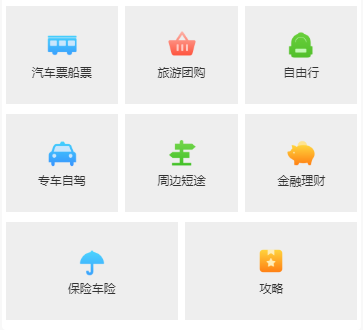 汽车票船票
旅游团购
自由行
专车自驾
周边短途
金融理财
保险车险
攻略